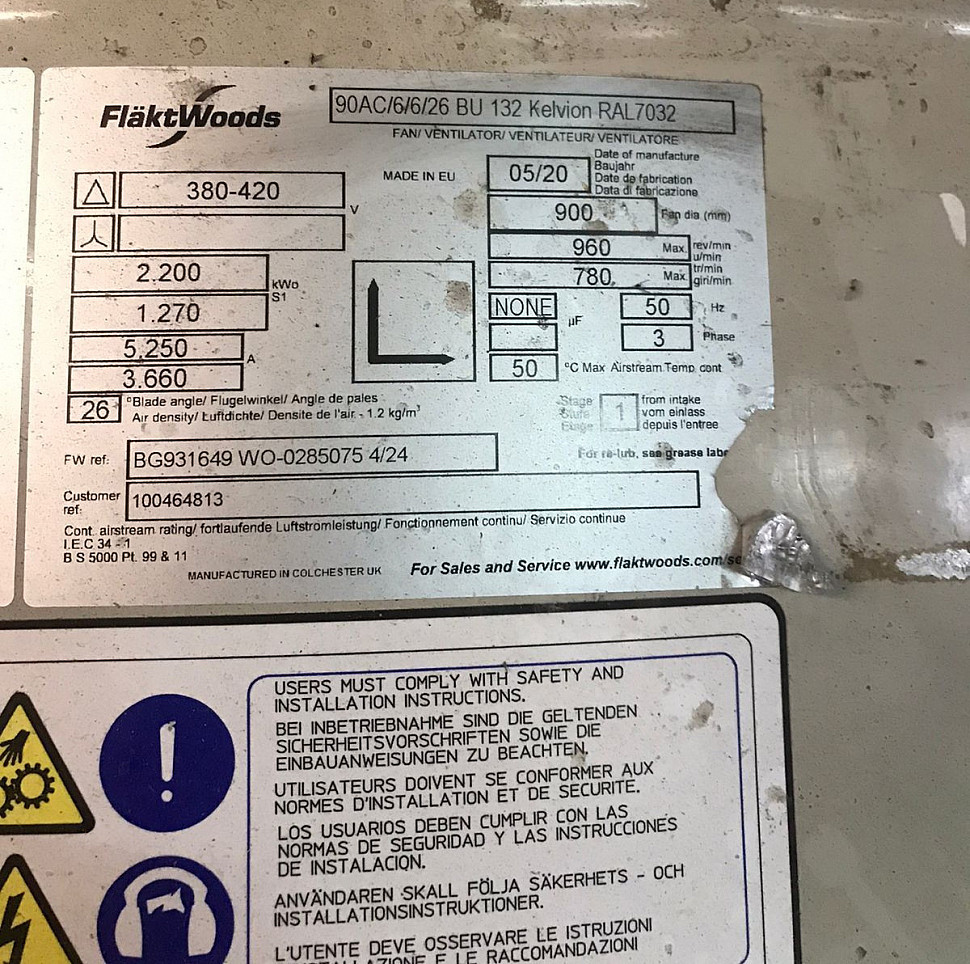 FläktWoods
90AC/6/6/26 BU 132 Kelvion RAL7032
FAN/ VENTILATOR/ VENTILATEUR/ VENTILATORE
MADE IN EU
05/20
Date of manufacture
Baujahr
Date de fabrication
Data di fabricazione
380-420
V
900
Fan dia (mm)
960 Max.
780 Max
rev/min
u/min
tr/min
giri/min
2.200
1.270
kWo
S1
NONE
µF
50 Hz
3 Phase
5.250
3.660
A
50 °C Max Airstream Temp cont
26
°Blade angle/ Flugelwinkel/ Angle de pales
Air density/ Luftdichte/ Densite de l'air - 1.2 kg/m³
Stage
Stufe
Etage
1
from intake
vom einlass
depuis l'entree
FW ref: BG931649 WO-0285075 4/24
For re-lub, see grease
Customer
ref:
100464813
Cont. airstream rating/ fortlaufende Luftstromleistung/ Fonctionnement continu/ Servizio continue
I.E.C 34 - 1
B S 5000 Pt. 99 & 11
MANUFACTURED IN COLCHESTER UK
For Sales and Service www.flaktwoods.com/
USERS MUST COMPLY WITH SAFETY AND
INSTALLATION INSTRUCTIONS.
BEI INBETRIEBNAHME SIND DIE GELTENDEN
SICHERHEITSVORSCHRIFTEN SOWIE DIE
EINBAUANWEISUNGEN ZU BEACHTEN.
UTILISATEURS DOIVENT SE CONFORMER AUX
NORMES D'INSTALLATION ET DE SECURITE.
LOS USUARIOS DEBEN CUMPLIR CON LAS
NORMAS DE SEGURIDAD Y LAS INSTRUCCIONES
DE INSTALACION.
ANVÄNDAREN SKALL FÖLJA SÄKERHETS - OCH
INSTALLATIONSINSTRUKTIONER.
L'UTENTE DEVE OSSERVARE LE ISTRUZIONI
E LE RACCOMANDAZIONI